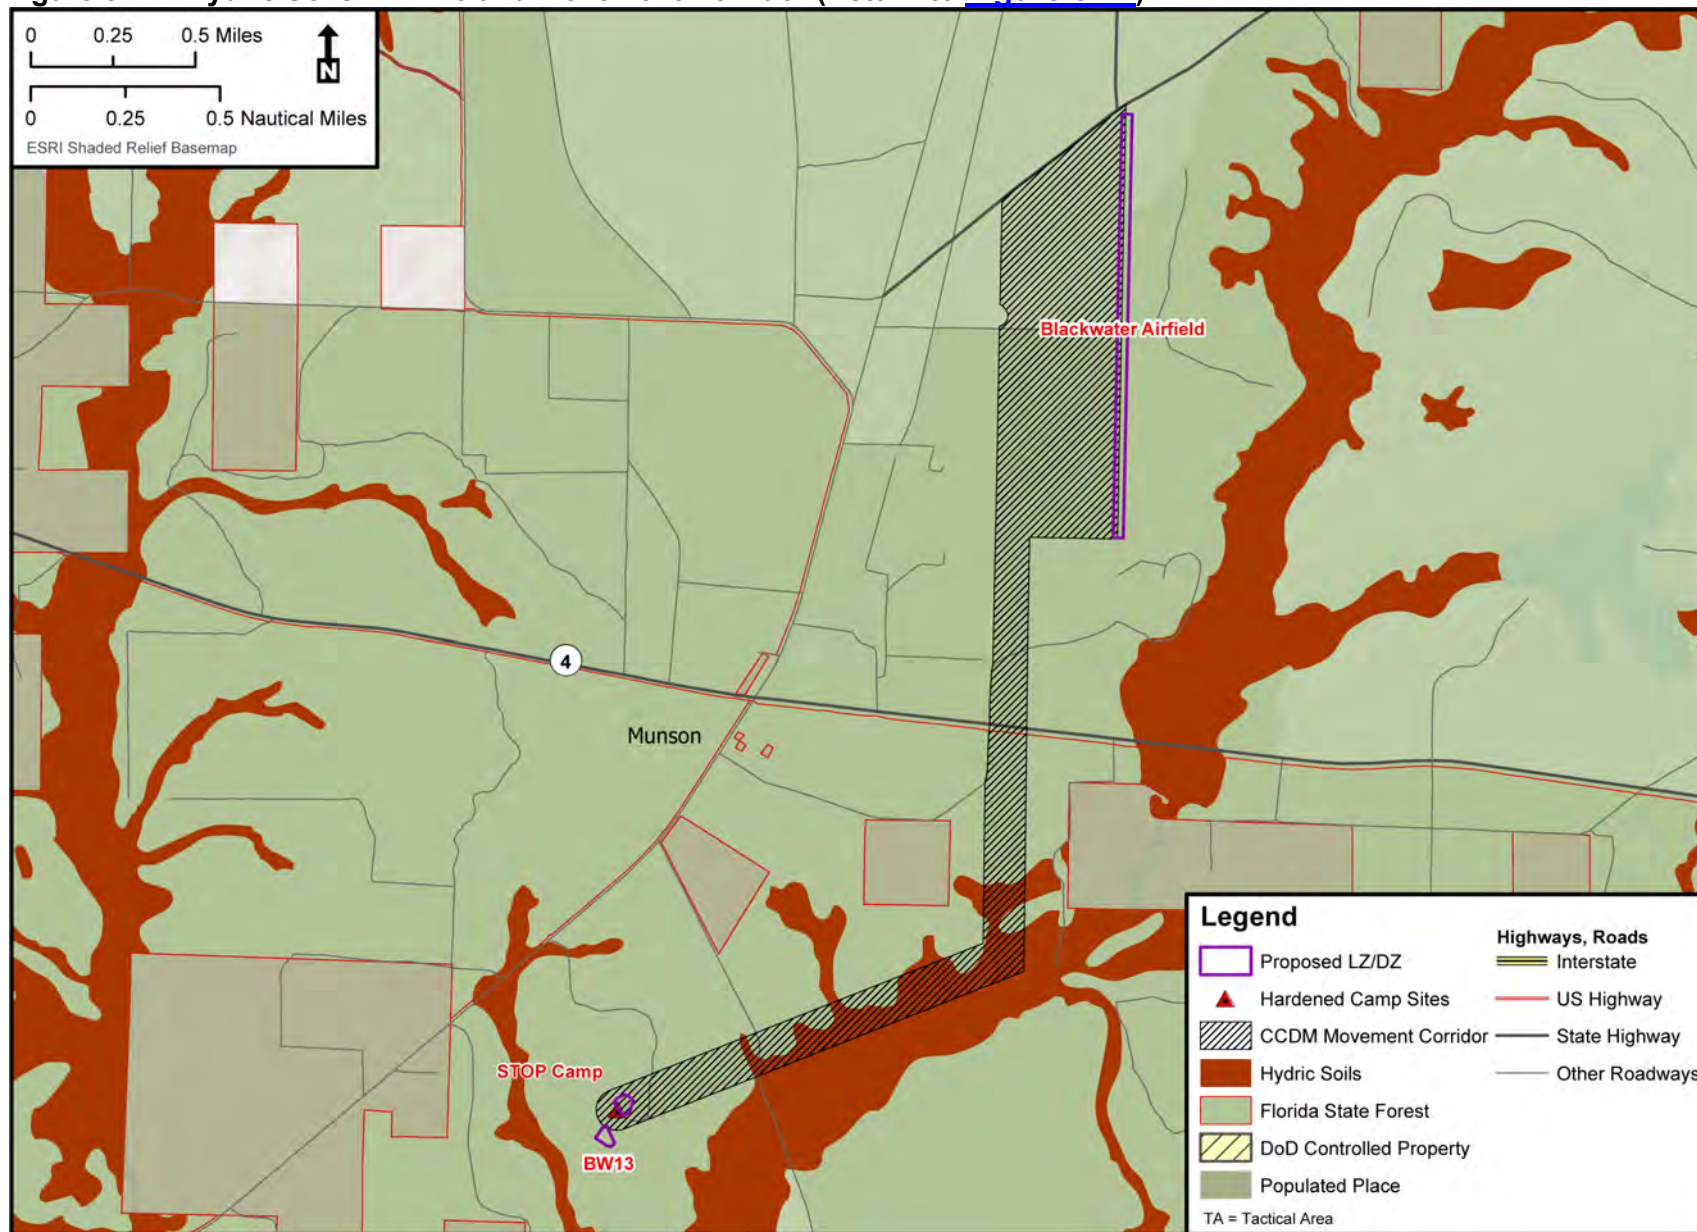 0 0.25 0.5 Miles
N
0 0.25 0.5 Nautical Miles
ESRI Shaded Relief Basemap
Blackwater Airfield
4
Munson
STOP Camp
BW13
Legend
Proposed LZ/DZ
Hardened Camp Sites
CCDM Movement Corridor
Hydric Soils
Florida State Forest
DoD Controlled Property
Populated Place
TA = Tactical Area
Highways, Roads
Interstate
US Highway
State Highway
Other Roadways